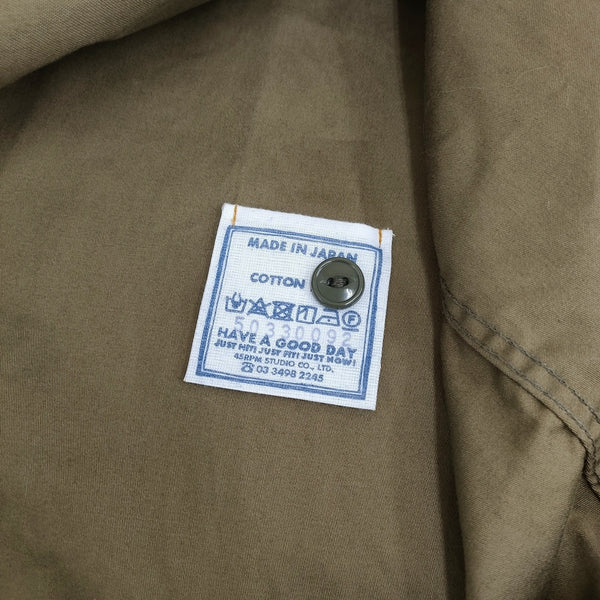 MADE IN JAPAN
COTTON
50330092
HAVE A GOOD DAY
JUST FIT! JUST PIT! JUST NOW!
45RPM STUDIO CO., LTD.
☎ 03 3498 2245